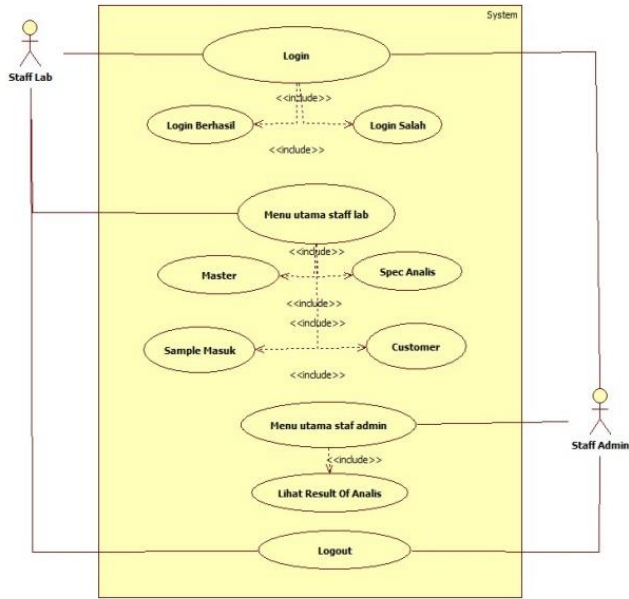 System
Staff Lab
Login
<<include>>
Login Berhasil
Login Salah
<<include>>
Menu utama staff lab
<<include>>
Master
Spec Analis
<<include>>
<<include>>
Sample Masuk
Customer
<<include>>
Menu utama staf admin
Staff Admin
<<include>>
Lihat Result Of Analis
Logout